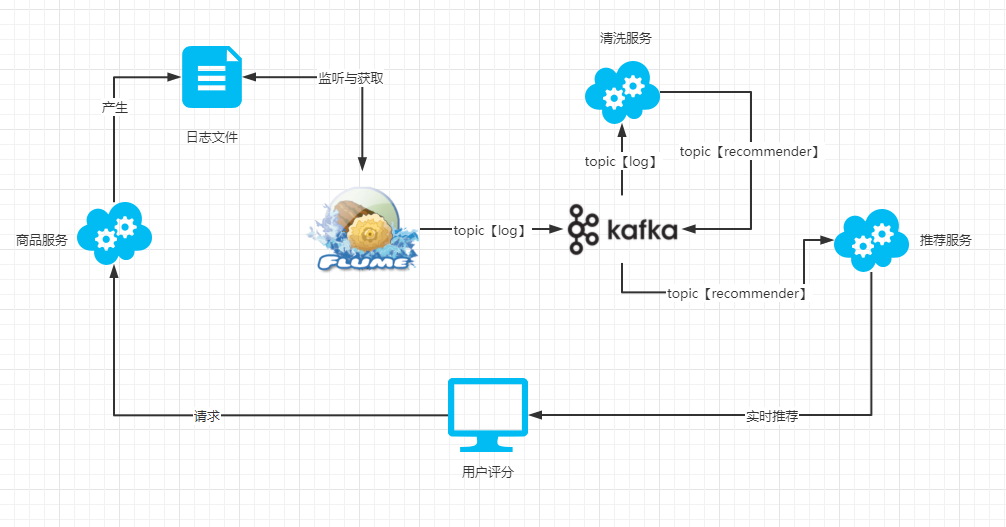 清洗服务
监听与获取
产生
日志文件
topic【log】
topic【recommender】
商品服务
FLUME
topic【log】
kafka
推荐服务
topic【recommender】
请求
实时推荐
用户评分